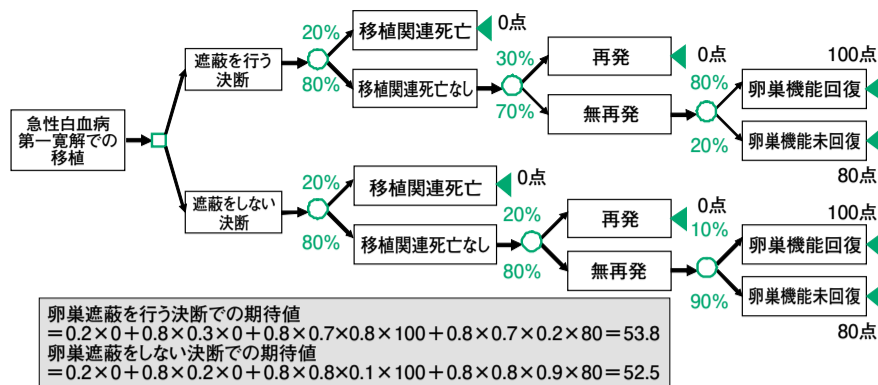 急性白血病
第一寛解での
移植
遮蔽を行う
決断
20%
80%
移植関連死亡
0点
移植関連死亡なし
30%
70%
再発
0点
無再発
80%
20%
100点
卵巣機能回復
卵巣機能未回復
80点
遮蔽をしない
決断
20%
80%
移植関連死亡
0点
移植関連死亡なし
20%
80%
再発
0点
無再発
10%
90%
100点
卵巣機能回復
卵巣機能未回復
80点
卵巣遮蔽を行う決断での期待値
=0.2×0+0.8×0.3×0+0.8×0.7×0.8×100+0.8×0.7×0.2×80=53.8
卵巣遮蔽をしない決断での期待値
=0.2×0+0.8×0.2×0+0.8×0.8×0.1×100+0.8×0.8×0.9×80=52.5